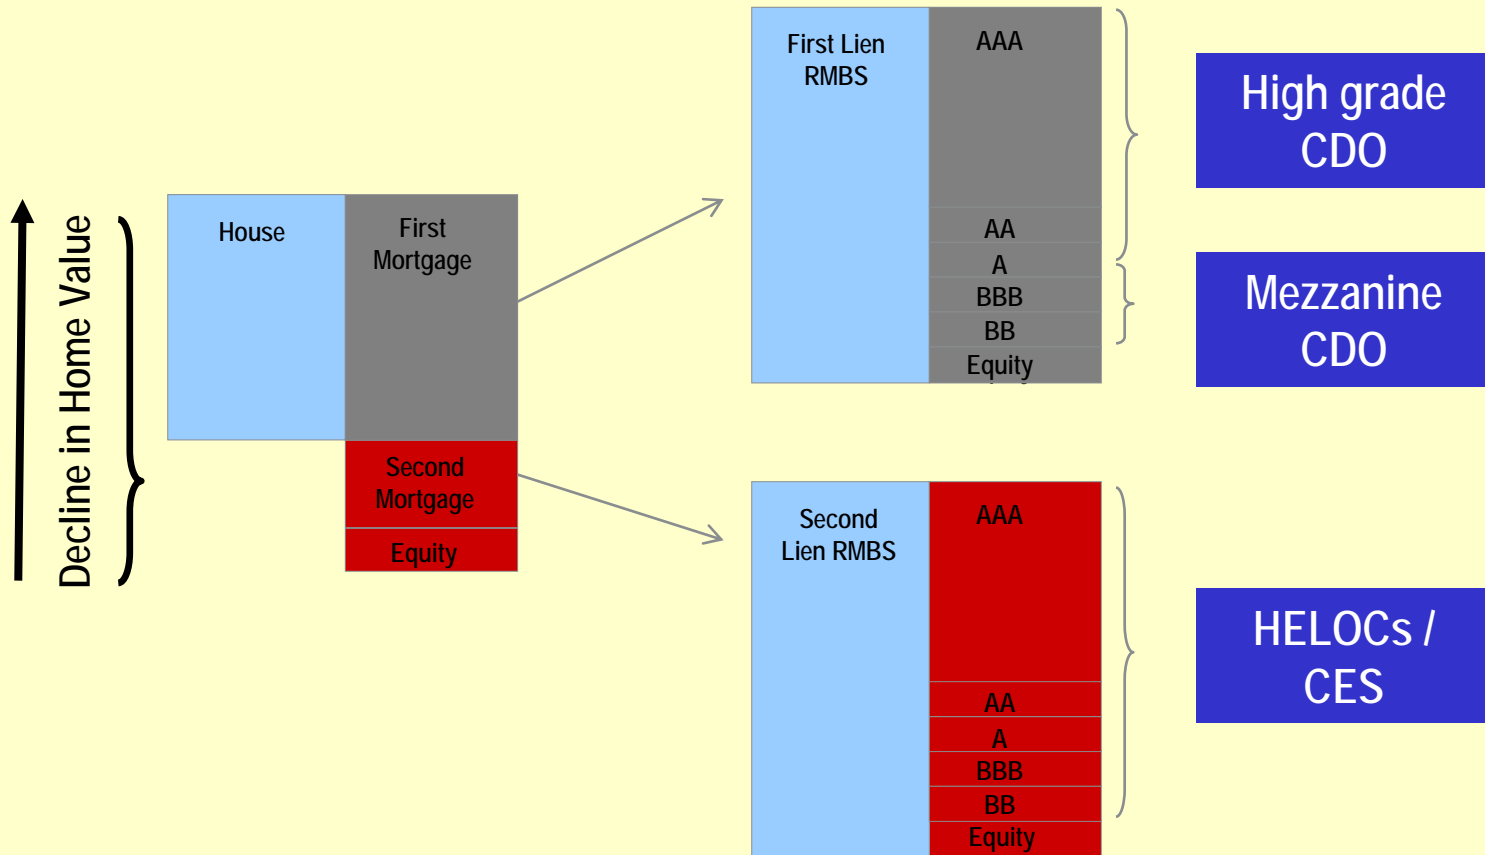 Decline in Home Value
House
First
Mortgage
Second
Mortgage
Equity
First Lien
RMBS
AAA
AA
A
BBB
BB
Equity
High grade
CDO
Mezzanine
CDO
Second
Lien RMBS
AAA
AA
A
BBB
BB
Equity
HELOCs /
CES